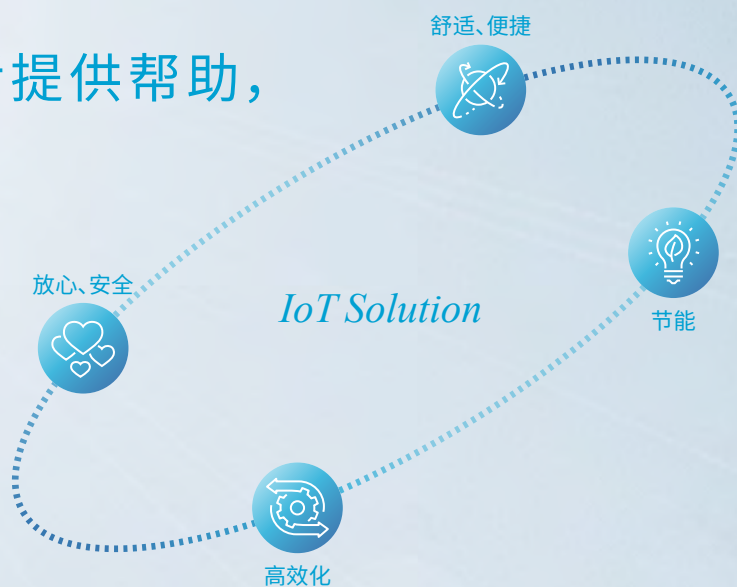 舒适、便捷
提供帮助，
放心、安全
IoT Solution
节能
高效化